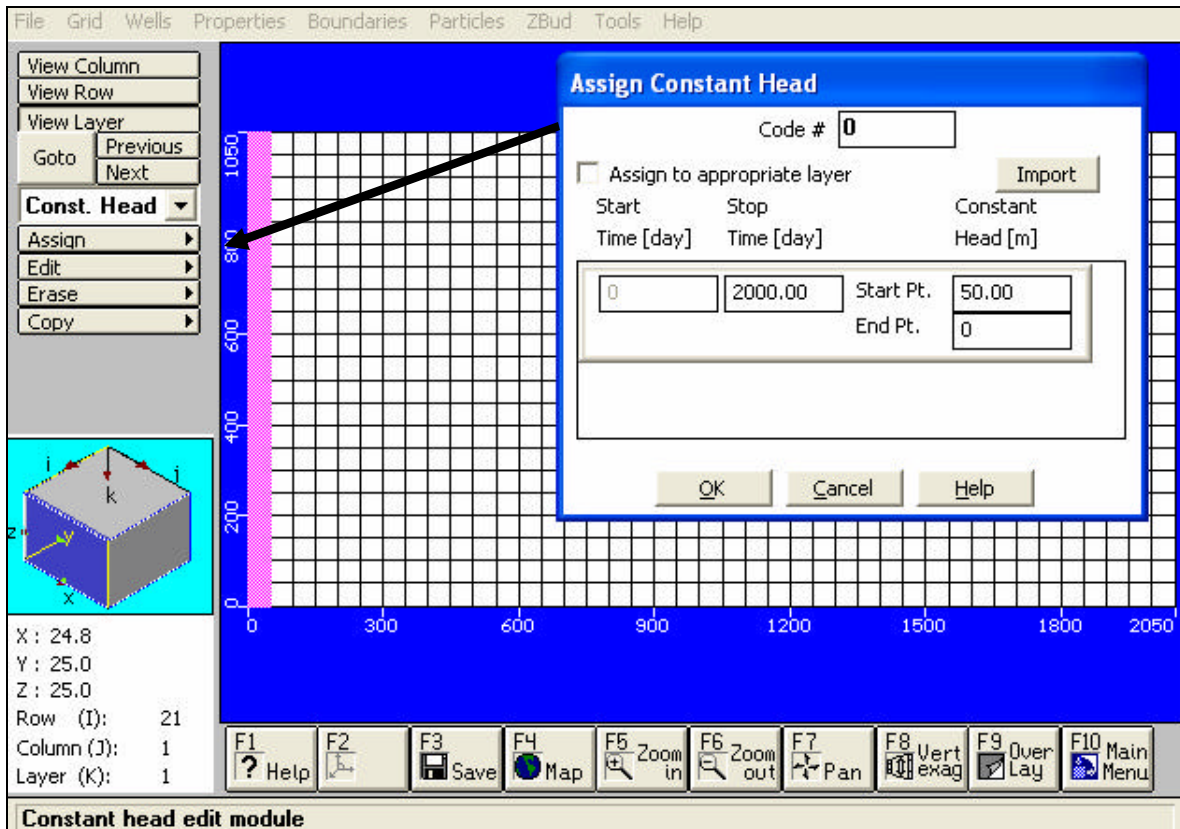 File Grid Wells Properties Boundaries Particles ZBud Tools Help
View Column
View Row
View Layer
Goto
Previous
Next
Const. Head
Assign
Edit
Erase
Copy
i
j
k
Z
y
x
X : 24.8
Y : 25.0
Z : 25.0
Row (I): 21
Column (J): 1
Layer (K): 1
1050
800
600
400
200
0
0 300 600 900 1200 1500 1800 2050
Assign Constant Head
Code # 0
Assign to appropriate layer
Import
Start Stop Constant
Time [day] Time [day] Head [m]
0 2000.00 Start Pt. 50.00
End Pt. 0
OK Cancel Help
F1 ? Help
F2
F3 Save
F4 Map
F5 Zoom in
F6 Zoom out
F7 Pan
F8 Vert exag
F9 Over Lay
F10 Main Menu
Constant head edit module